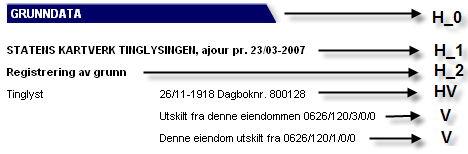 GRUNNDATA H_0
STATENS KARTVERK TINGLYSINGEN, ajour pr. 23/03-2007 H_1
Registrering av grunn H_2
Tinglyst 26/11-1918 Dagboknr. 800128 HV
Utskilt fra denne eiendommen 0626/120/3/0/0 V
Denne eiendom utskilt fra 0626/120/1/0/0 V